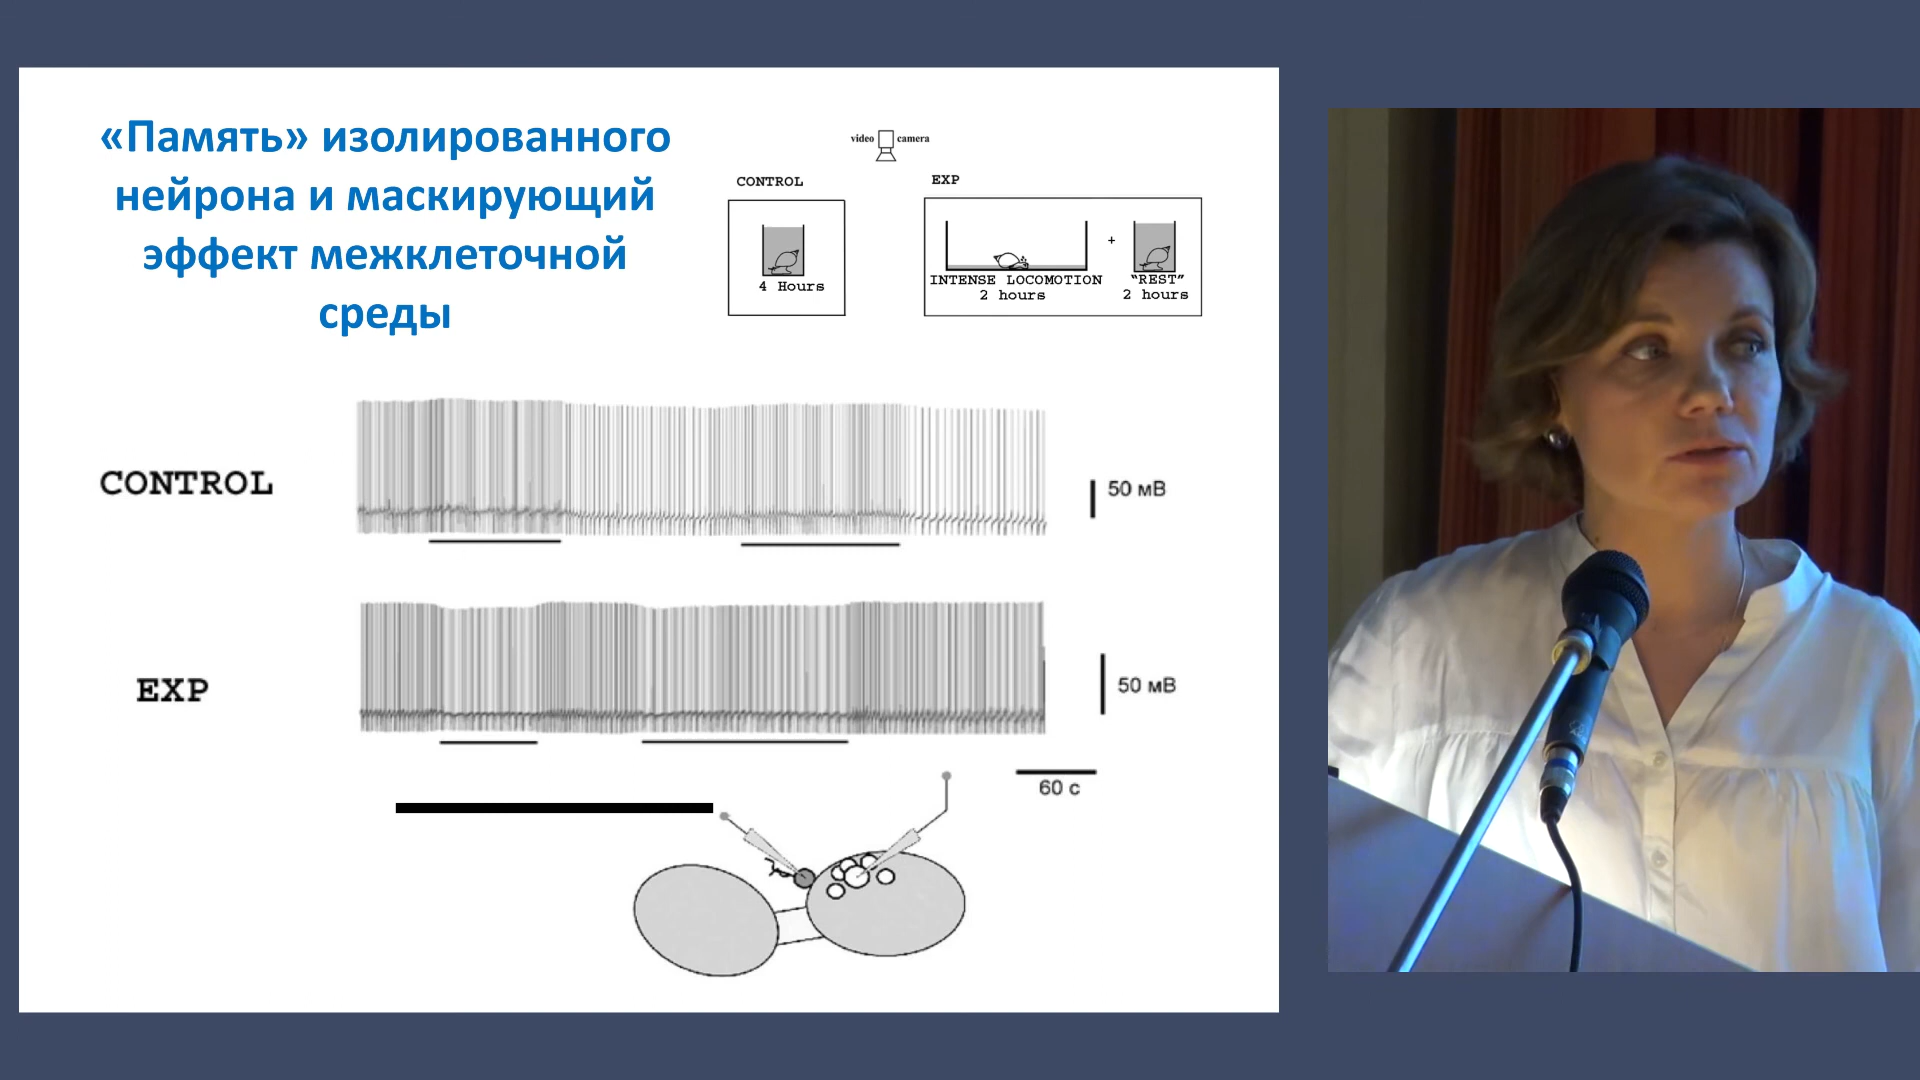 «Память» изолированного
нейрона и маскирующий
эффект межклеточной
среды
video camera
CONTROL
4 Hours
EXP
+
INTENSE LOCOMOTION
2 hours
“REST”
2 hours
CONTROL
50 мВ
EXP
50 мВ
60 с